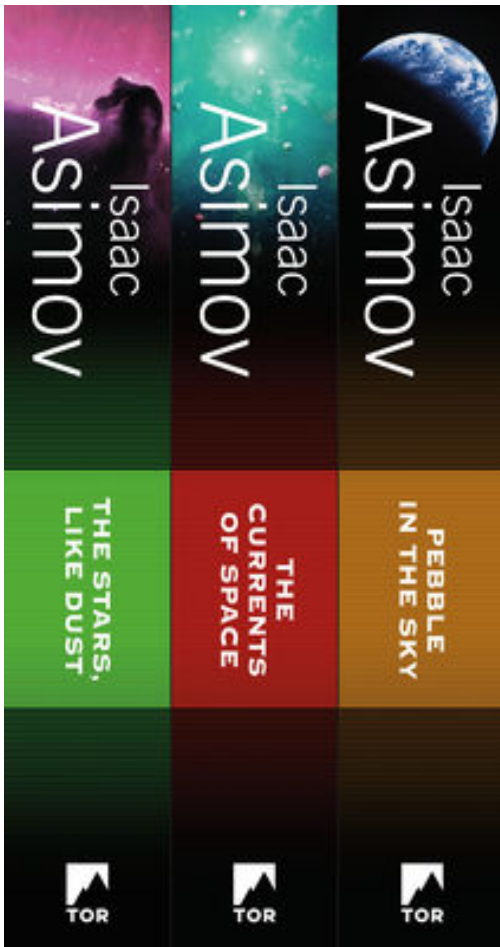 Isaac
Asimov
THE STARS,
LIKE DUST
TOR
Isaac
Asimov
THE
CURRENTS
OF SPACE
TOR
Isaac
Asimov
PEBBLE
IN THE SKY
TOR